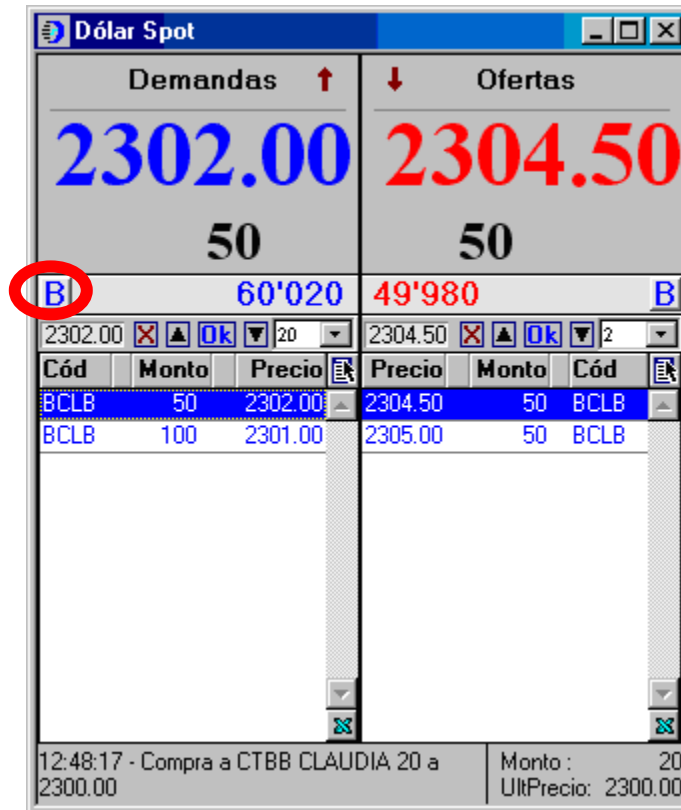 Dólar Spot
Demandas Ofertas
2302.00 2304.50
50 50
B 60'020 49'980 B
2302.00 Ok 20 2304.50 Ok 2
Cód Monto Precio Precio Monto Cód
BCLB 50 2302.00 2304.50 50 BCLB
BCLB 100 2301.00 2305.00 50 BCLB
12:48:17 - Compra a CTBB CLAUDIA 20 a Monto : 20
2300.00 UltPrecio: 2300.00